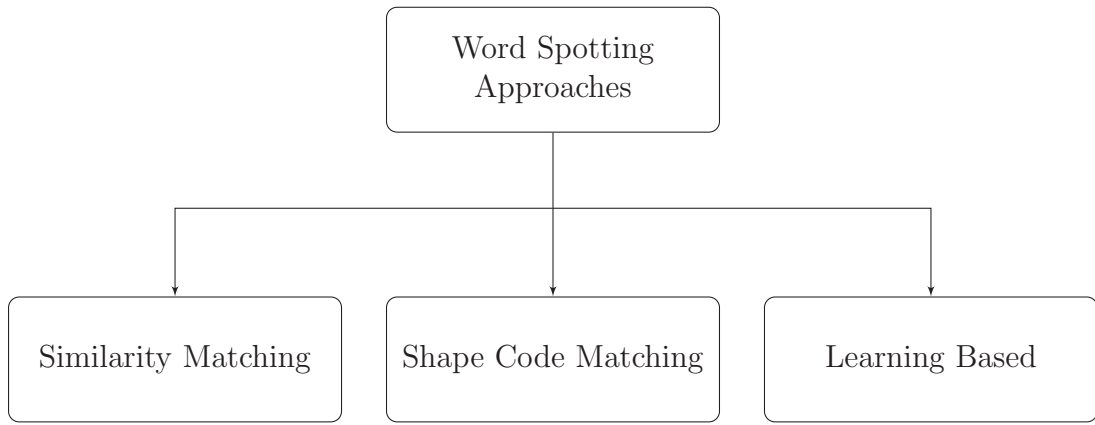 Word Spotting
Approaches
Similarity Matching
Shape Code Matching
Learning Based